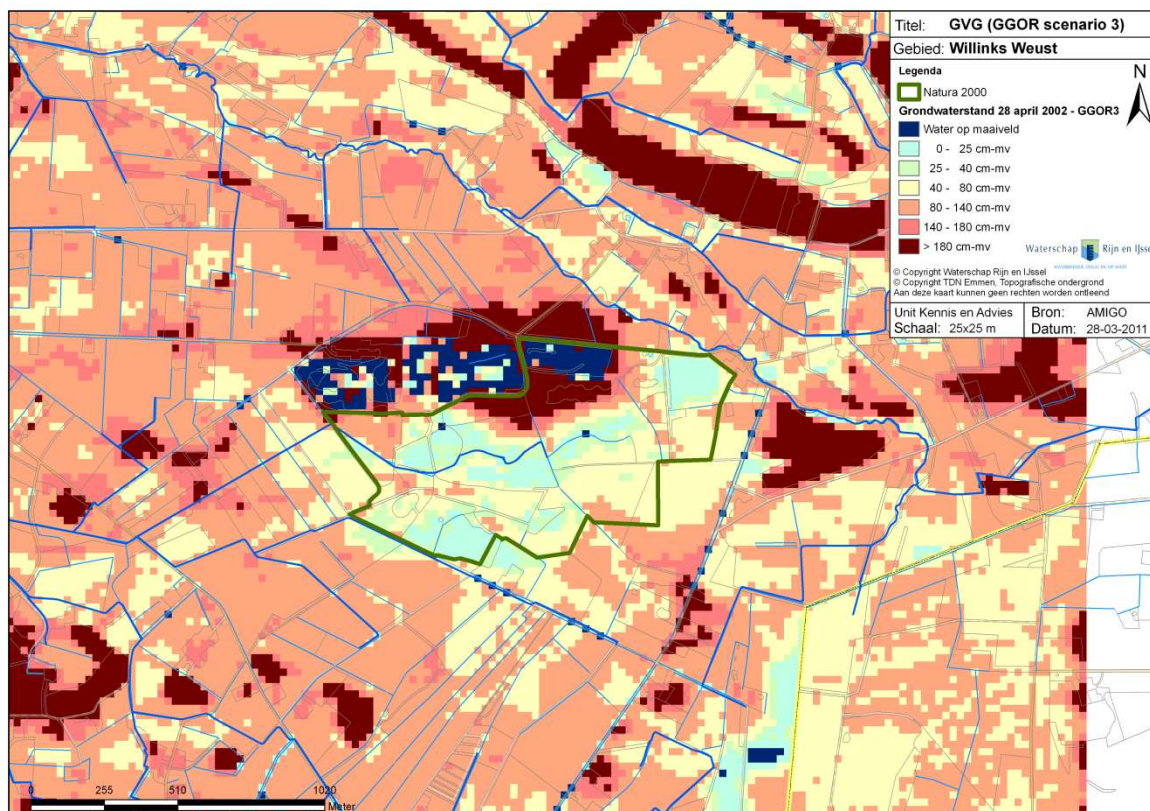 Titel: GVG (GGOR scenario 3)
Gebied: Willinks Weust
Legenda
N
Natura 2000
Grondwaterstand 28 april 2002 - GGOR3
Water op maaiveld
0 - 25 cm-mv
25 - 40 cm-mv
40 - 80 cm-mv
80 - 140 cm-mv
140 - 180 cm-mv
> 180 cm-mv
Waterschap Rijn en IJssel
© Copyright Waterschap Rijn en IJssel
© Copyright TDN Emmen, Topografische ondergrond
Aan deze kaart kunnen geen rechten worden ontleend
Unit Kennis en Advies
Schaal: 25x25 m
Bron: AMIGO
Datum: 28-03-2011
0 255 510 1020
Meter